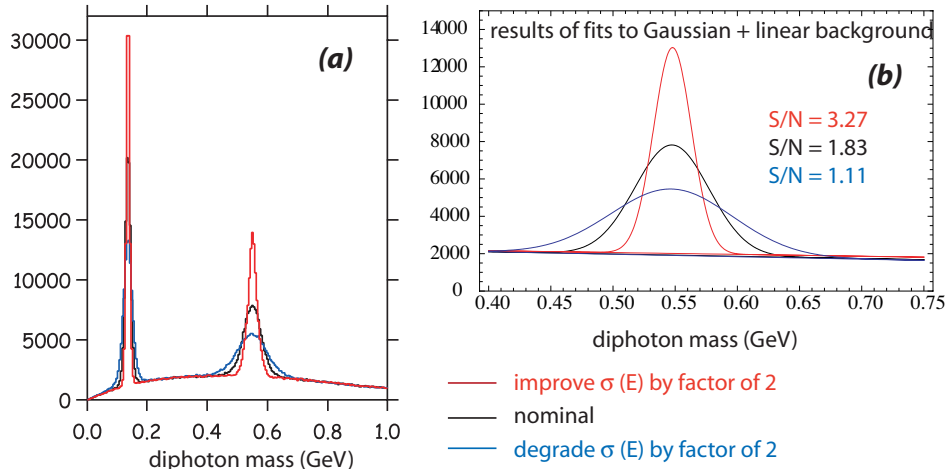 (a)
30000
25000
20000
15000
10000
5000
0
0.0 0.2 0.4 0.6 0.8 1.0
diphoton mass (GeV)
results of fits to Gaussian + linear background
(b)
14000
12000
10000
8000
6000
4000
2000
0
S/N = 3.27
S/N = 1.83
S/N = 1.11
0.40 0.45 0.50 0.55 0.60 0.65 0.70 0.75
diphoton mass (GeV)
improve σ (E) by factor of 2
nominal
degrade σ (E) by factor of 2